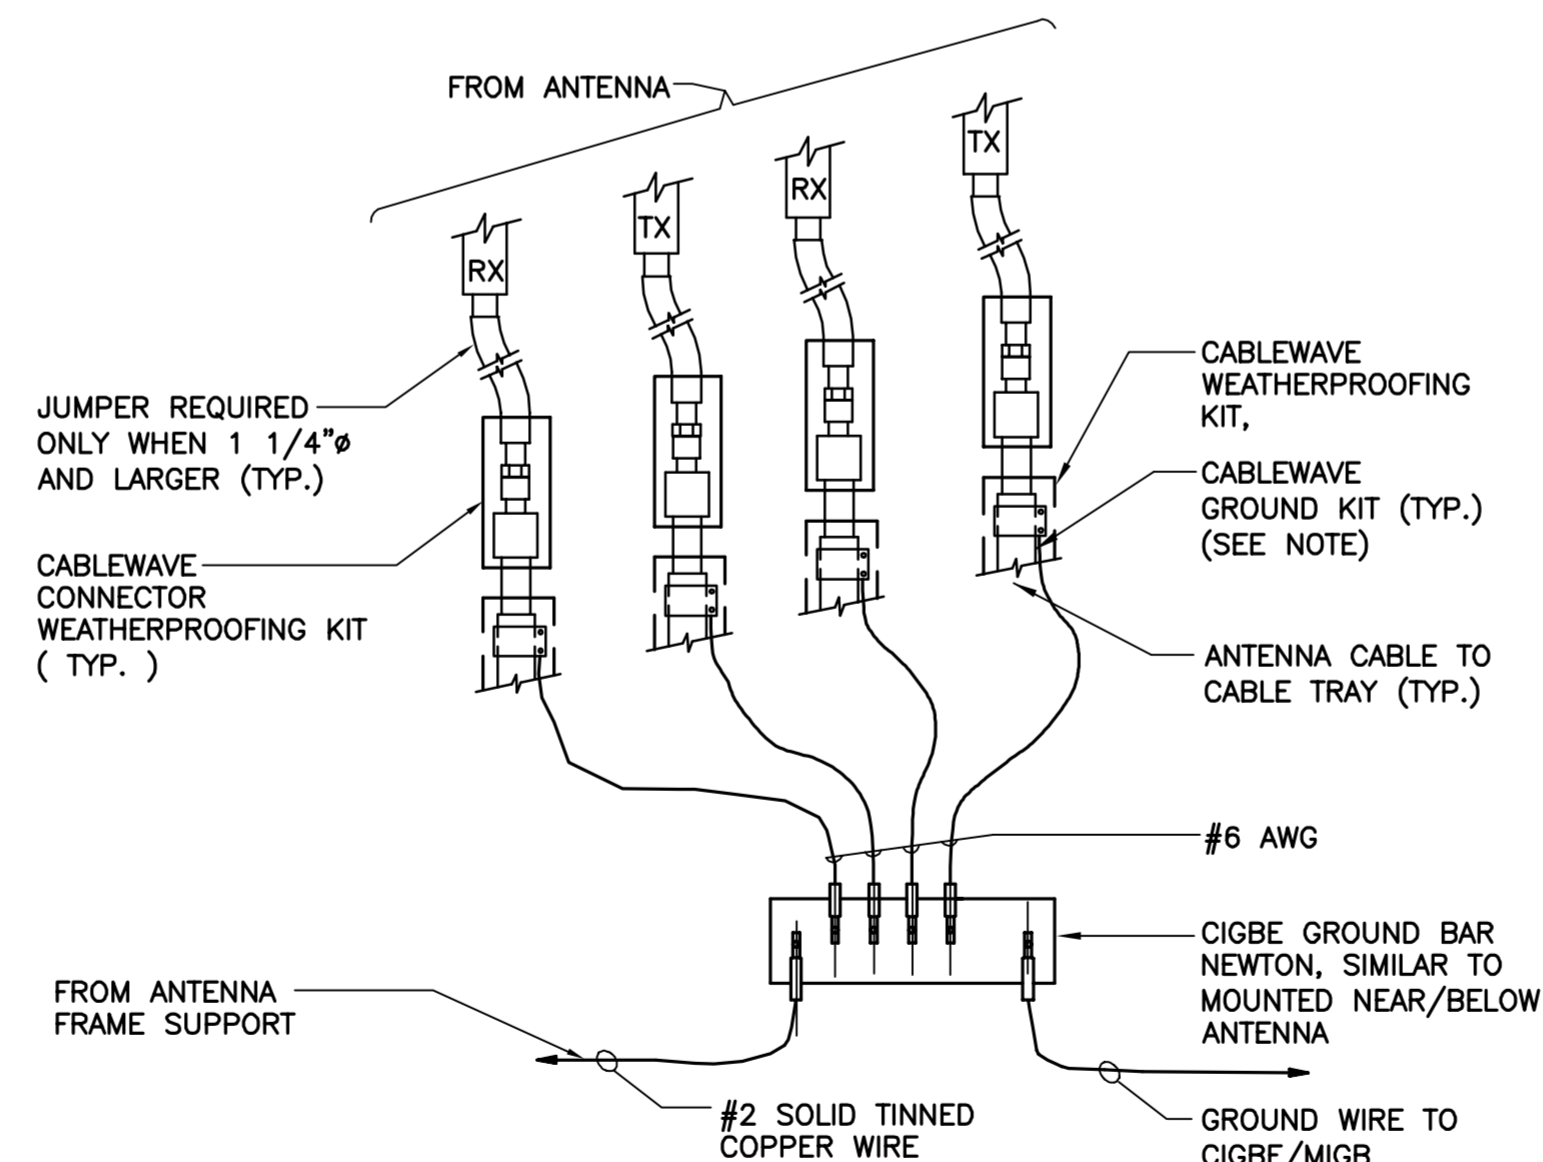 FROM ANTENNA
TX
RX
TX
RX
JUMPER REQUIRED
ONLY WHEN 1 1/4"ø
AND LARGER (TYP.)
CABLEWAVE
CONNECTOR
WEATHERPROOFING KIT
( TYP. )
CABLEWAVE
WEATHERPROOFING
KIT,
CABLEWAVE
GROUND KIT (TYP.)
(SEE NOTE)
ANTENNA CABLE TO
CABLE TRAY (TYP.)
#6 AWG
CIGBE GROUND BAR
NEWTON, SIMILAR TO
MOUNTED NEAR/BELOW
ANTENNA
FROM ANTENNA
FRAME SUPPORT
#2 SOLID TINNED
COPPER WIRE
GROUND WIRE TO
CIGBE/MIGB